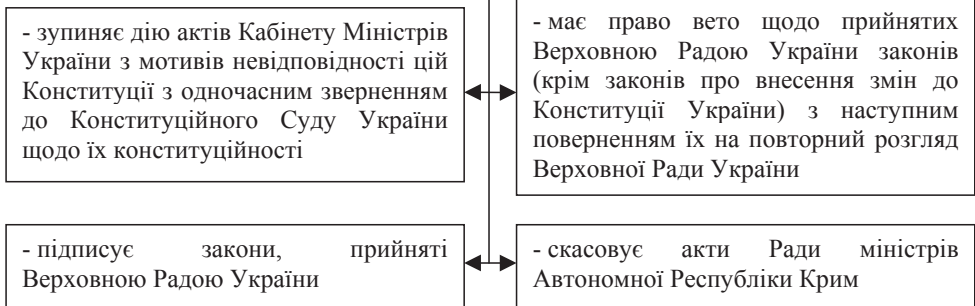 - зупиняє дію актів Кабінету Міністрів
України з мотивів невідповідності цій
Конституції з одночасним зверненням
до Конституційного Суду України
щодо їх конституційності
- має право вето щодо прийнятих
Верховною Радою України законів
(крім законів про внесення змін до
Конституції України) з наступним
поверненням їх на повторний розгляд
Верховної Ради України
- підписує закони, прийняті
Верховною Радою України
- скасовує акти Ради міністрів
Автономної Республіки Крим